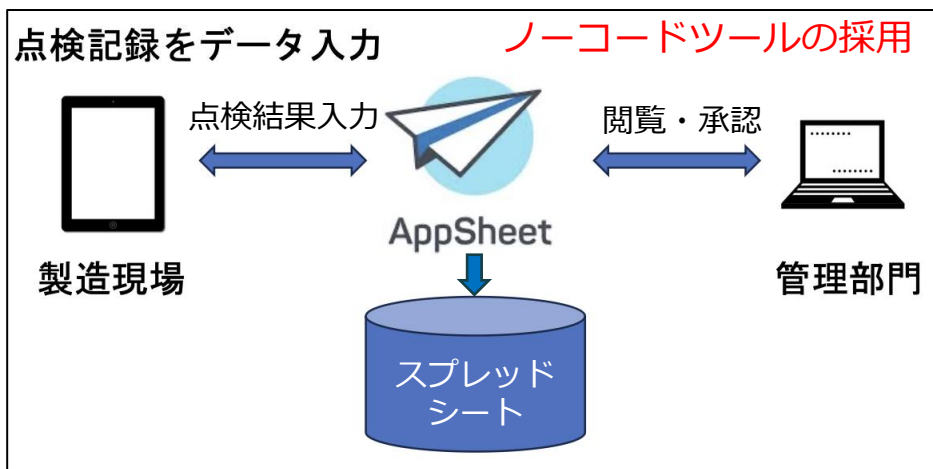 点検記録をデータ入力
ノーコードツールの採用
点検結果入力
閲覧・承認
AppSheet
製造現場
管理部門
スプレッド
シート